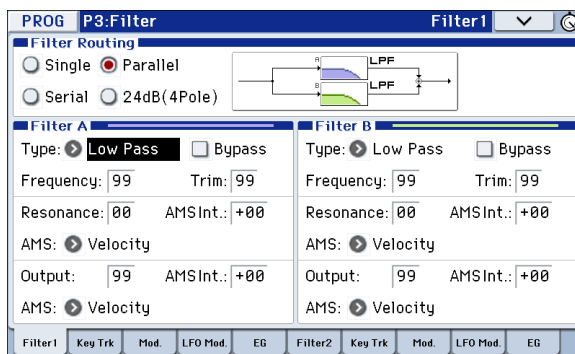 PROG P3:Filter Filter1
Filter Routing
Single Parallel
Serial 24dB(4Pole)
A LPF
B LPF
Filter A
Type: Low Pass Bypass
Frequency: 99 Trim: 99
Resonance: 00 AMS Int.: +00
AMS: Velocity
Output: 99 AMS Int.: +00
AMS: Velocity
Filter B
Type: Low Pass Bypass
Frequency: 99 Trim: 99
Resonance: 00 AMS Int.: +00
AMS: Velocity
Output: 99 AMS Int.: +00
AMS: Velocity
Filter1 Key Trk Mod. LFO Mod. EG Filter2 Key Trk Mod. LFO Mod. EG